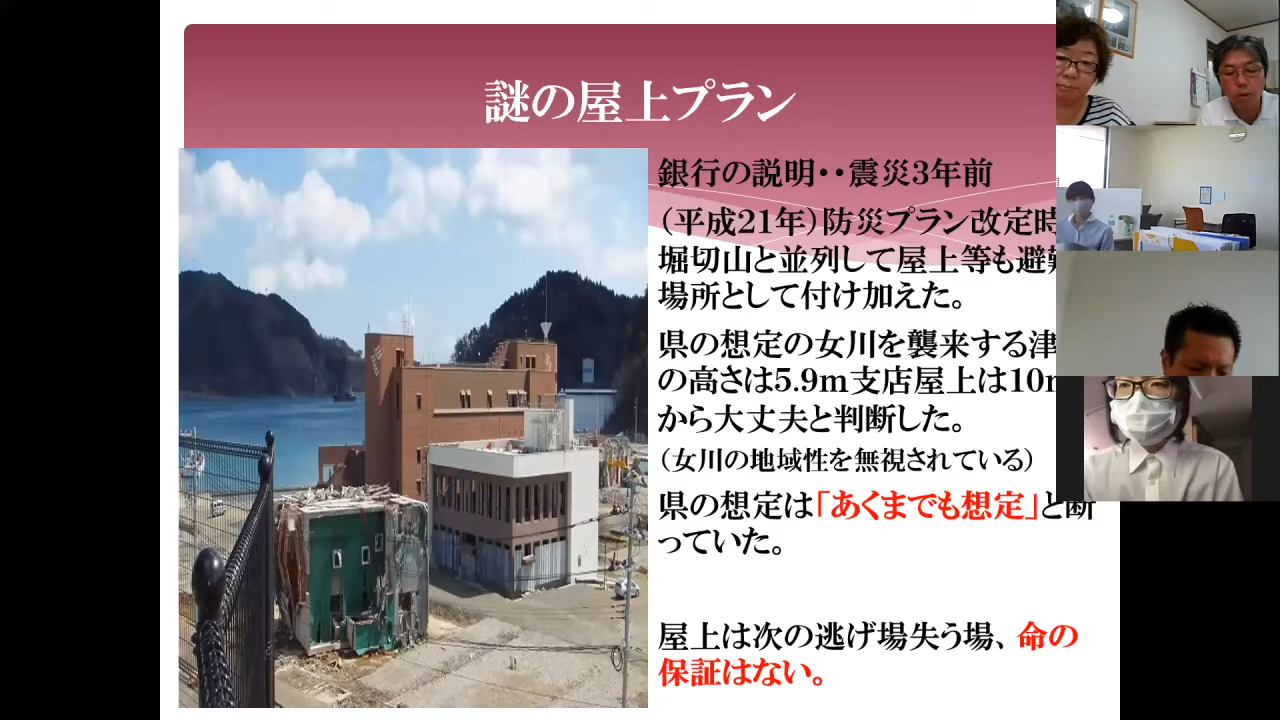 謎の屋上プラン
銀行の説明・・震災3年前
（平成21年）防災プラン改定時
堀切山と並列して屋上等も避難
場所として付け加えた。
県の想定の女川を襲来する津
の高さは5.9m支店屋上は10m
から大丈夫と判断した。
（女川の地域性を無視されている）
県の想定は「あくまでも想定」と断
っていた。
屋上は次の逃げ場失う場、命の
保証はない。